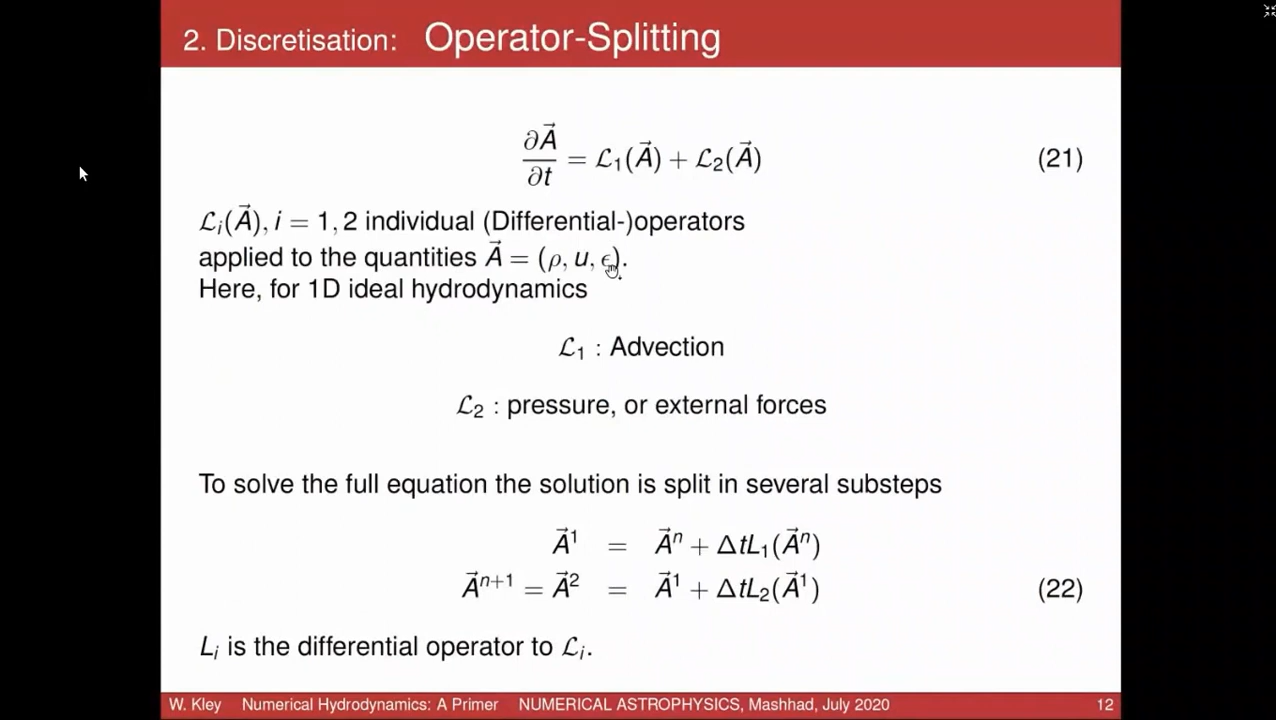 2. Discretisation: Operator-Splitting
∂A⃗/∂t = ℒ₁(A⃗) + ℒ₂(A⃗) (21)
ℒᵢ(A⃗), i = 1, 2 individual (Differential-)operators
applied to the quantities A⃗ = (ρ, u, ϵ).
Here, for 1D ideal hydrodynamics
ℒ₁ : Advection
ℒ₂ : pressure, or external forces
To solve the full equation the solution is split in several substeps
A⃗¹ = A⃗ⁿ + ΔtL₁(A⃗ⁿ)
A⃗ⁿ⁺¹ = A⃗² = A⃗¹ + ΔtL₂(A⃗¹) (22)
Lᵢ is the differential operator to ℒᵢ.
W. Kley Numerical Hydrodynamics: A Primer NUMERICAL ASTROPHYSICS, Mashhad, July 2020 12